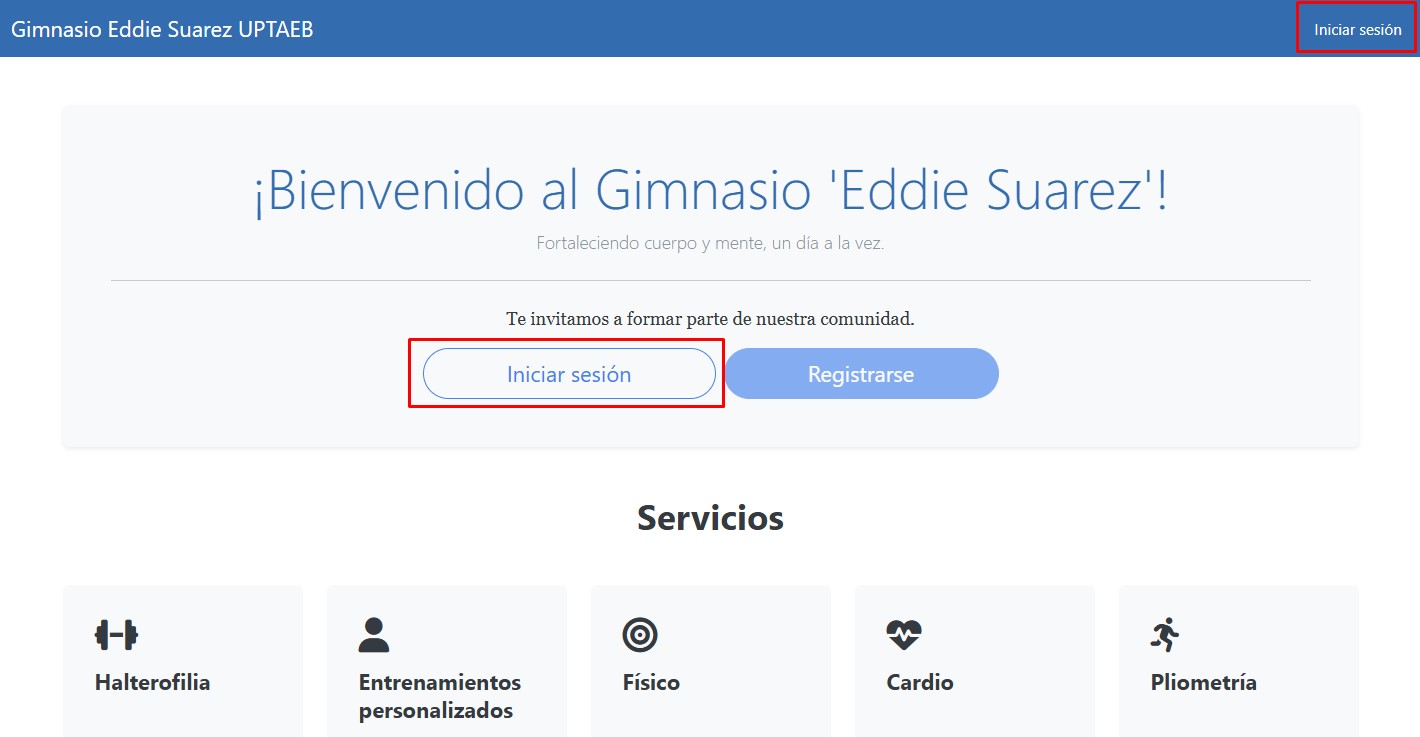 Gimnasio Eddie Suarez UPTAEB
Iniciar sesión
¡Bienvenido al Gimnasio 'Eddie Suarez'!
Fortaleciendo cuerpo y mente, un día a la vez.
Te invitamos a formar parte de nuestra comunidad.
Iniciar sesión
Registrarse
Servicios
Halterofilia
Entrenamientos
personalizados
Físico
Cardio
Pliometría